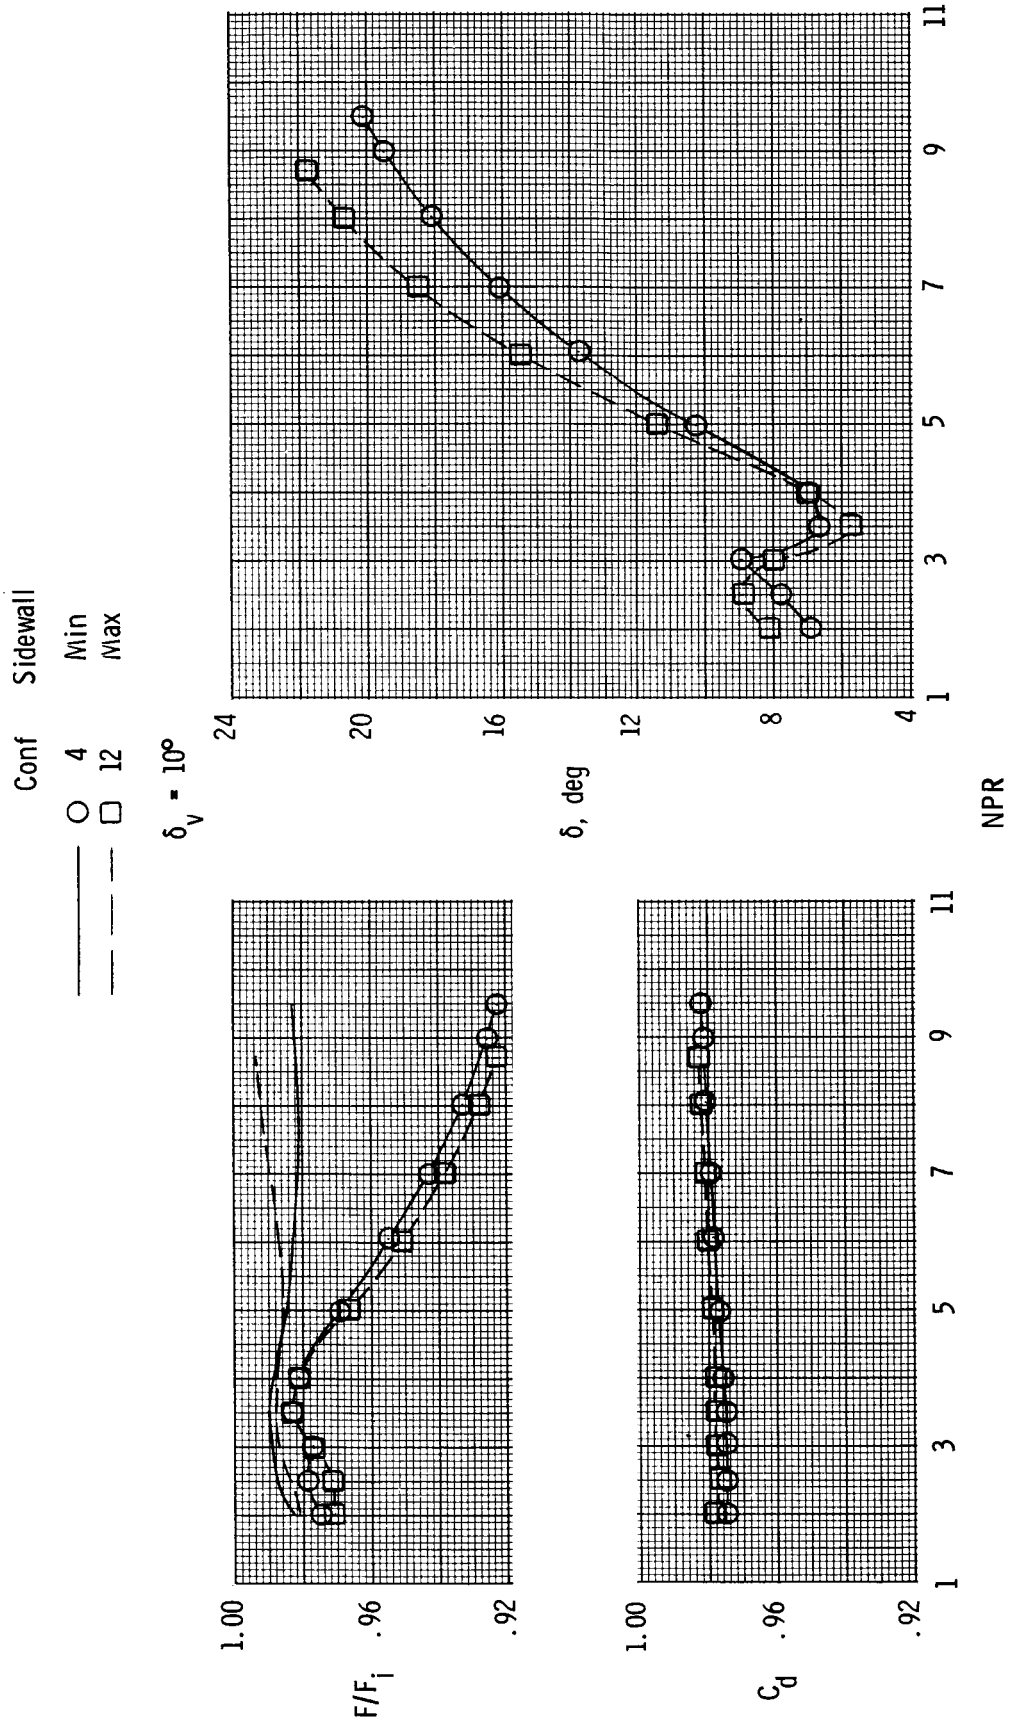 Conf Sidewall
4 Min
12 Max
δv = 10°
F/Fi
1.00
.96
.92
Cd
1.00
.96
.92
1 3 5 7 9 11
δ, deg
24
20
16
12
8
4
1 3 5 7 9 11
NPR